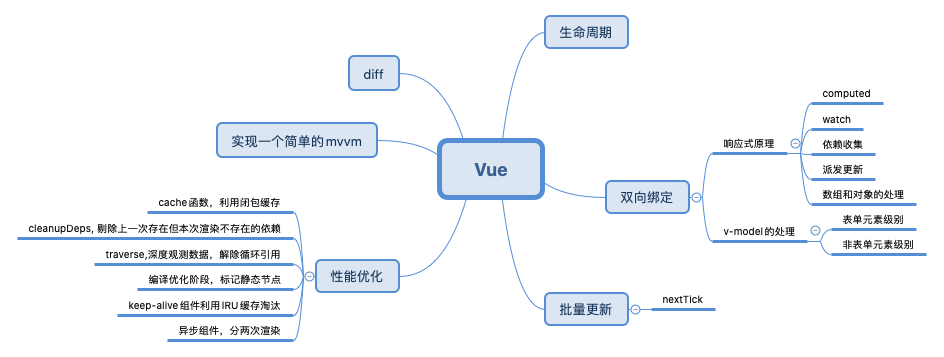 Vue
生命周期
双向绑定
响应式原理
computed
watch
依赖收集
派发更新
数组和对象的处理
v-model的处理
表单元素级别
非表单元素级别
批量更新
nextTick
diff
实现一个简单的mvvm
性能优化
cache函数，利用闭包缓存
cleanupDeps, 剔除上一次存在但本次渲染不存在的依赖
traverse,深度观测数据，解除循环引用
编译优化阶段，标记静态节点
keep-alive组件利用lRU缓存淘汰
异步组件，分两次渲染